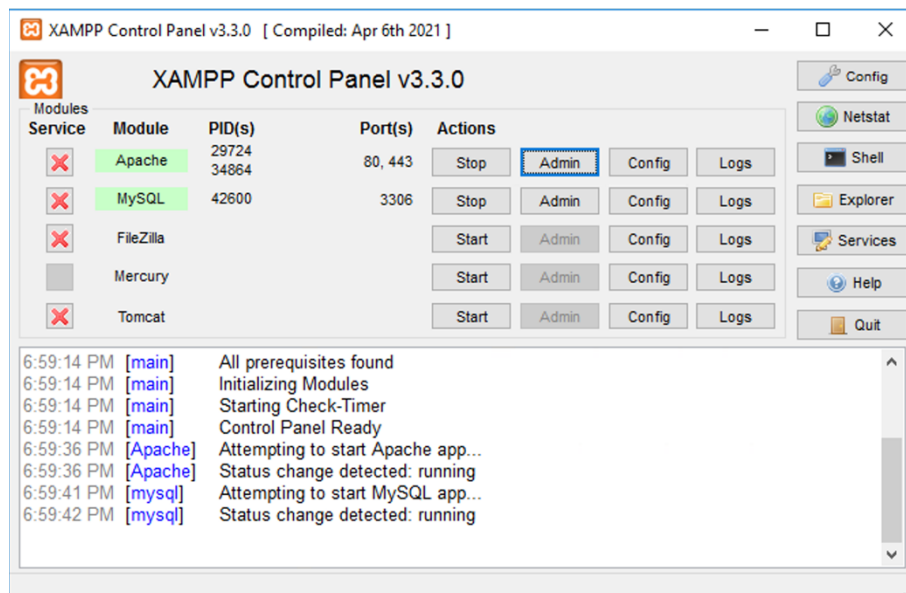 XAMPP Control Panel v3.3.0 [ Compiled: Apr 6th 2021 ]
XAMPP Control Panel v3.3.0
Config
Modules
Service Module PID(s) Port(s) Actions
Netstat
Apache 29724 34864 80, 443 Stop Admin Config Logs
Shell
MySQL 42600 3306 Stop Admin Config Logs
Explorer
FileZilla Start Admin Config Logs
Services
Mercury Start Admin Config Logs
Help
Tomcat Start Admin Config Logs
Quit
6:59:14 PM [main] All prerequisites found
6:59:14 PM [main] Initializing Modules
6:59:14 PM [main] Starting Check-Timer
6:59:14 PM [main] Control Panel Ready
6:59:36 PM [Apache] Attempting to start Apache app...
6:59:36 PM [Apache] Status change detected: running
6:59:41 PM [mysql] Attempting to start MySQL app...
6:59:42 PM [mysql] Status change detected: running